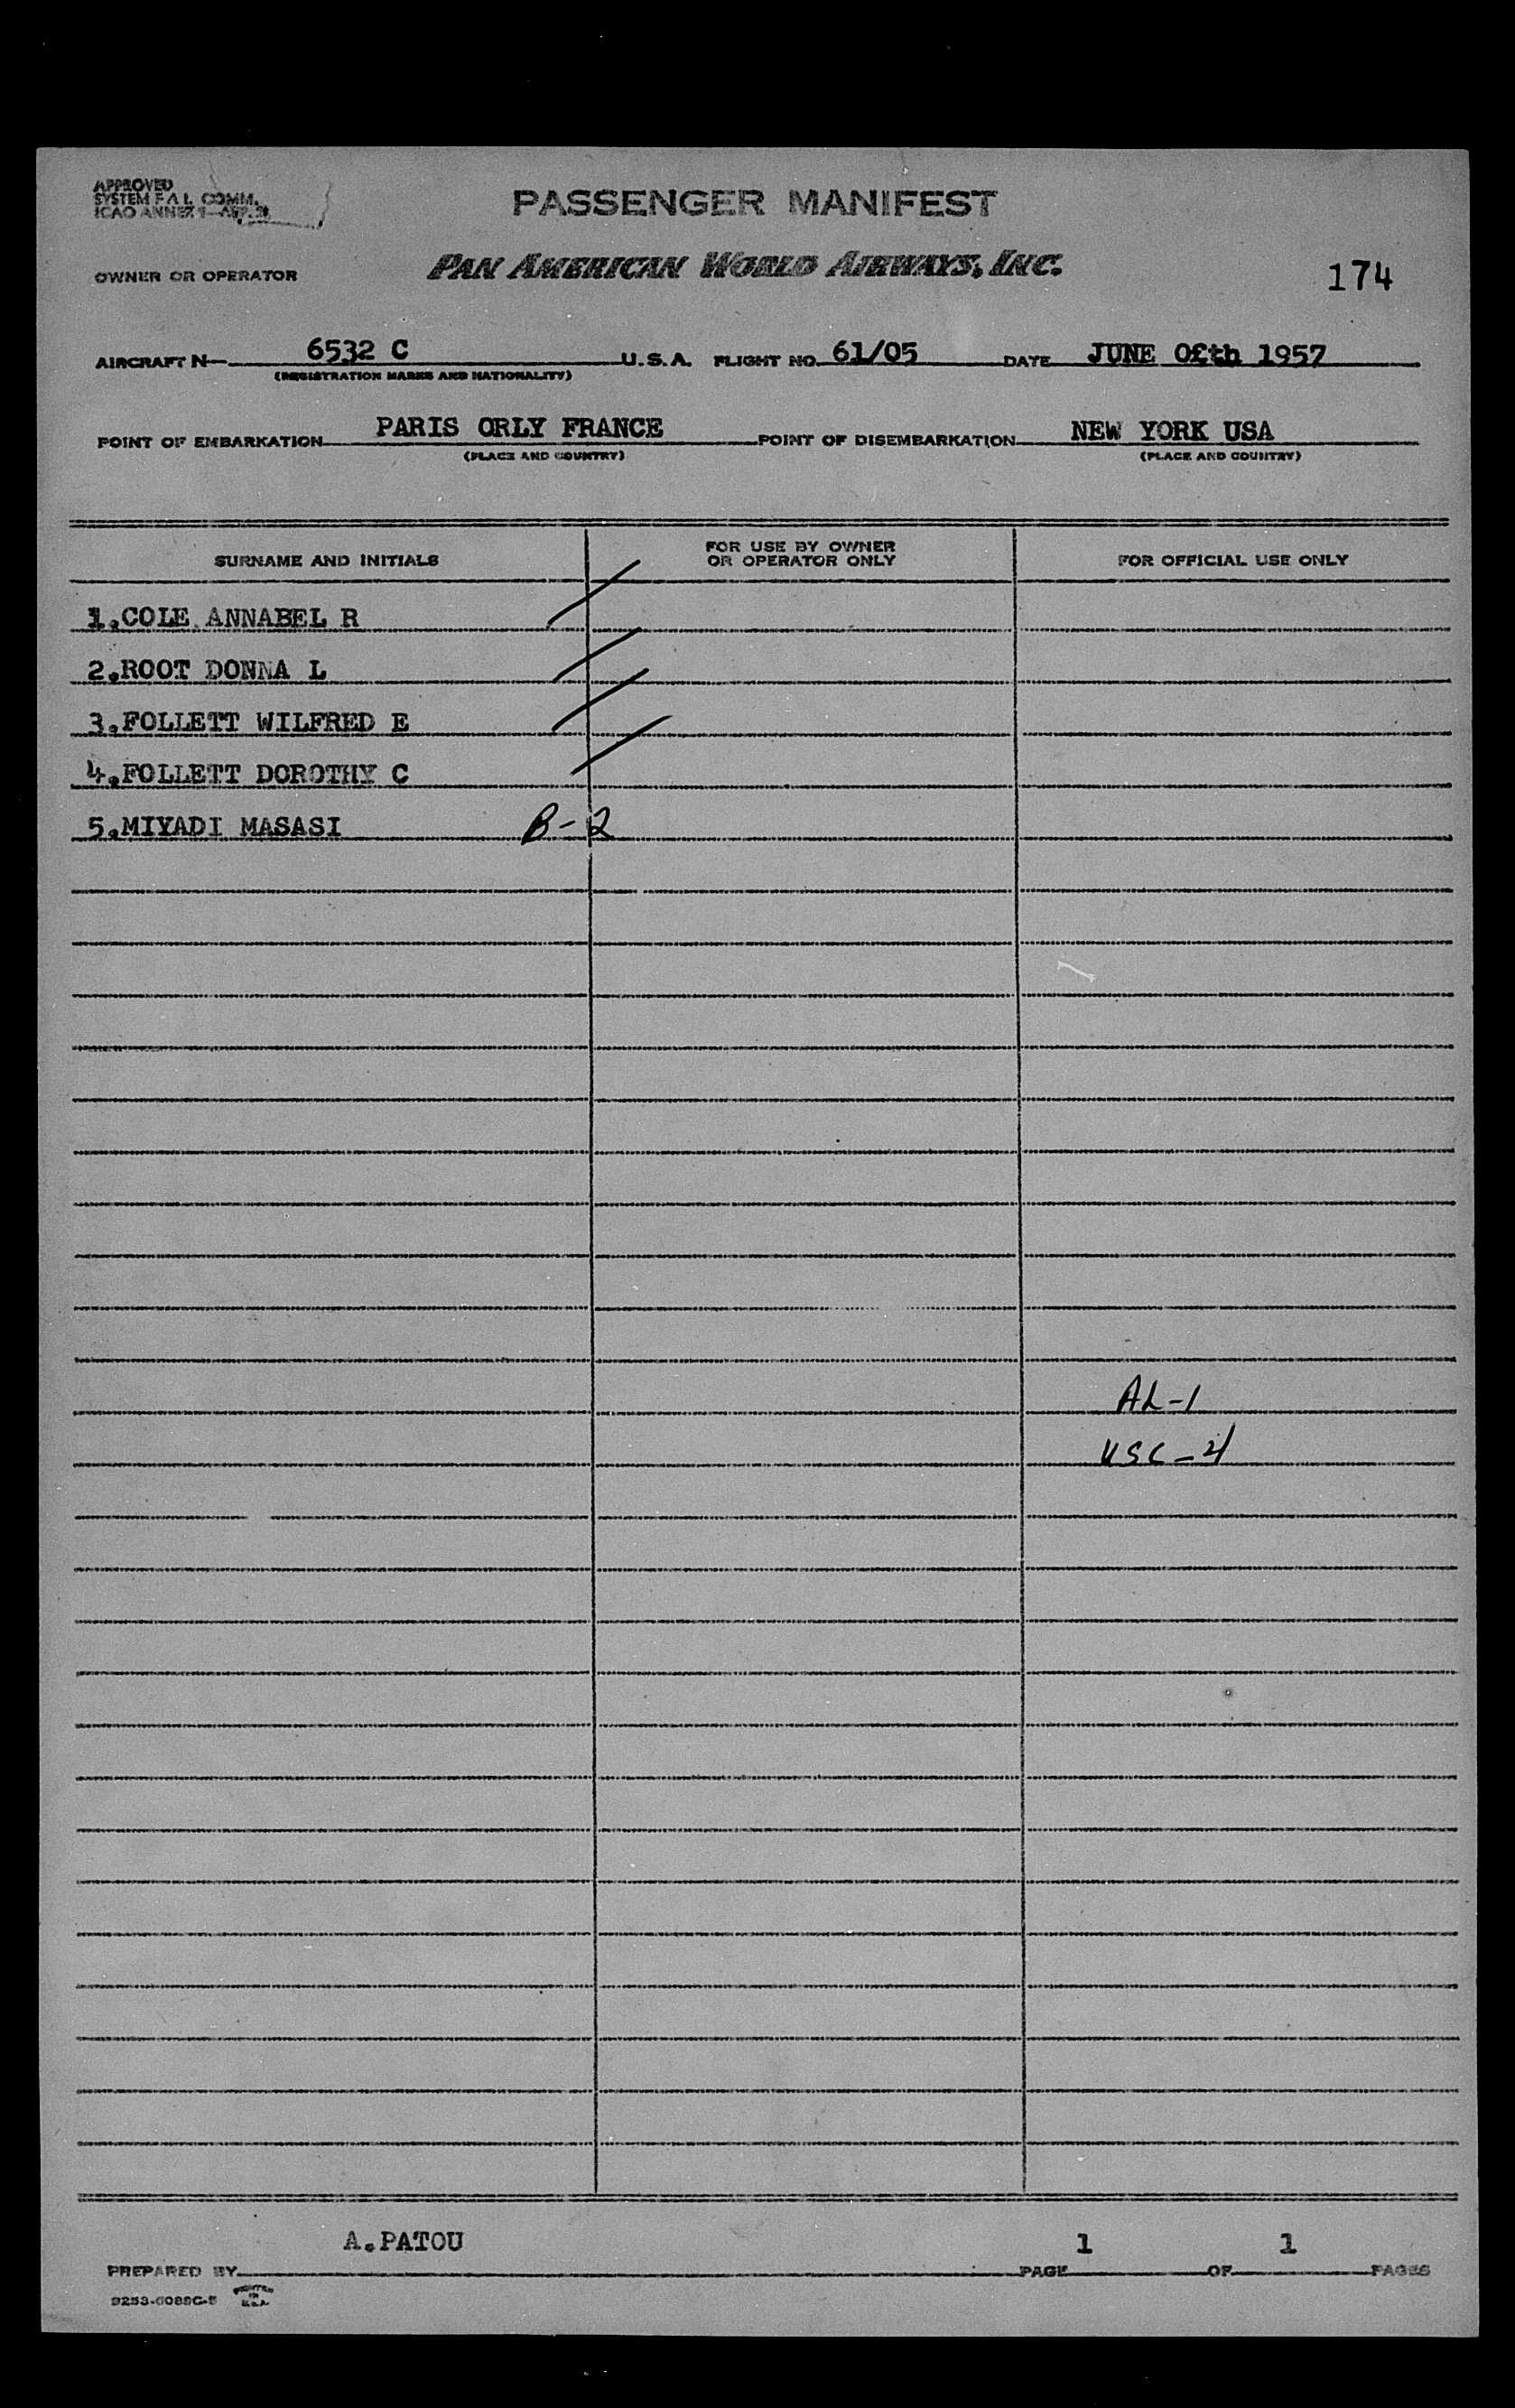 APPROVED
SYSTEM F A L COMM.
ICAO ANNEX
PASSENGER MANIFEST
OWNER OR OPERATOR PAN AMERICAN WORLD AIRWAYS, INC. 174
AIRCRAFT N— 6532 C U.S.A. FLIGHT NO. 61/05 DATE JUNE 1957
(REGISTRATION MARKS AND NATIONALITY)
POINT OF EMBARKATION PARIS ORLY FRANCE POINT OF DISEMBARKATION NEW YORK USA
(PLACE AND COUNTRY) (PLACE AND COUNTRY)
SURNAME AND INITIALS FOR USE BY OWNER OR OPERATOR ONLY FOR OFFICIAL USE ONLY
1.COLE ANNABEL R
2.ROOT DONNA L
3.FOLLETT WILFRED E
4.FOLLETT DOROTHY C
5.MIYADI MASASI B-2
AL-1
USC-4
A.PATOU 1 1
PREPARED BY PAGE OF PAGES
PRINTED IN U.S.A.